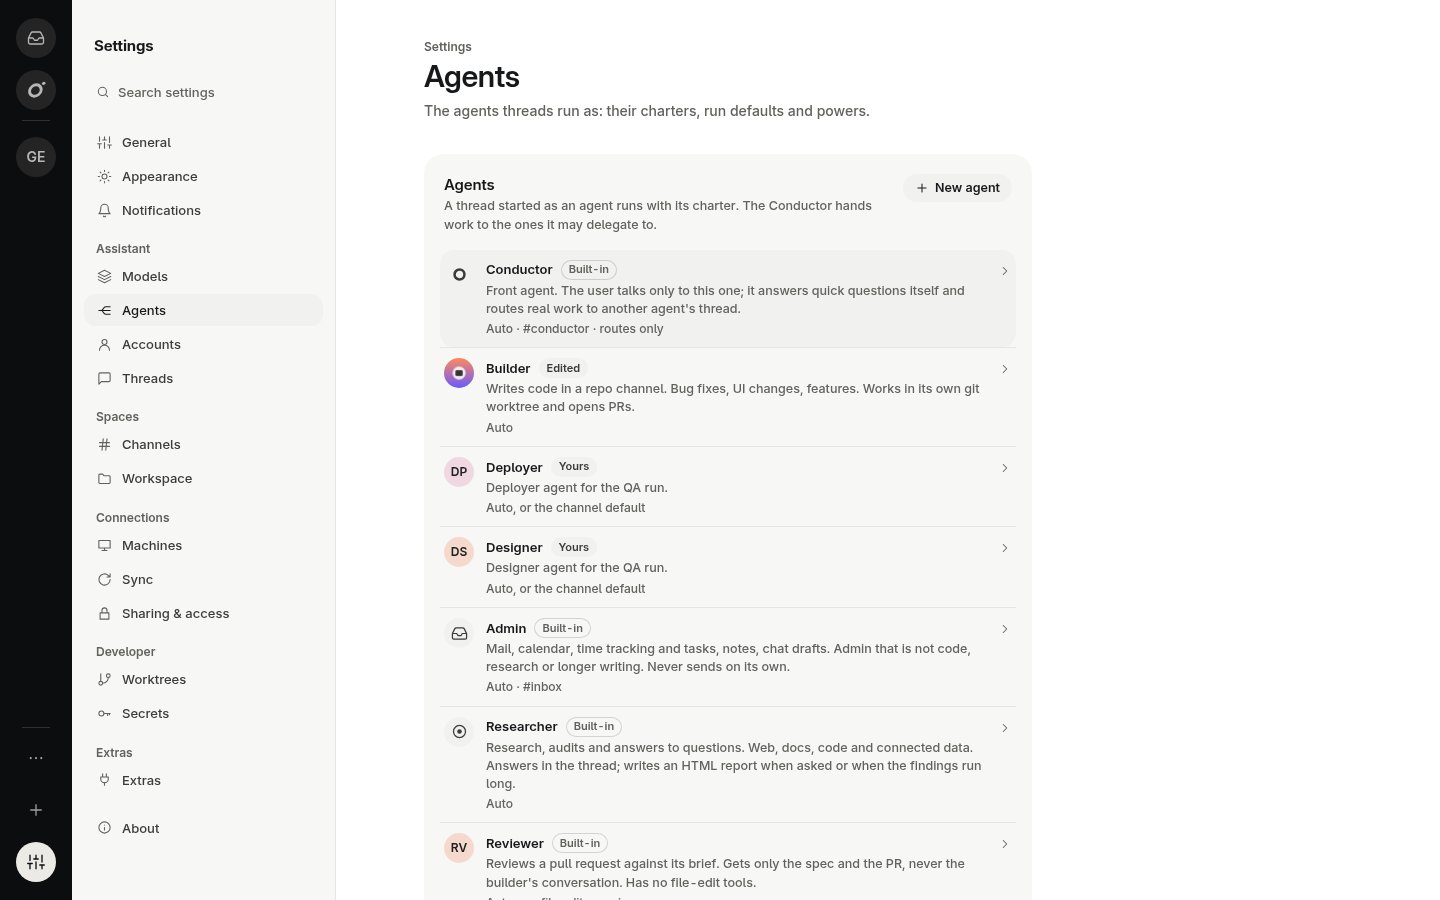 Settings
Search settings
GE
General
Appearance
Notifications
Assistant
Models
Agents
Accounts
Threads
Spaces
Channels
Workspace
Connections
Machines
Sync
Sharing & access
Developer
Worktrees
Secrets
Extras
Extras
About
Settings
Agents
The agents threads run as: their charters, run defaults and powers.
Agents
New agent
A thread started as an agent runs with its charter. The Conductor hands
work to the ones it may delegate to.
Conductor Built-in
Front agent. The user talks only to this one; it answers quick questions itself and
routes real work to another agent's thread.
Auto · #conductor · routes only
Builder Edited
Writes code in a repo channel. Bug fixes, UI changes, features. Works in its own git
worktree and opens PRs.
Auto
DP Deployer Yours
Deployer agent for the QA run.
Auto, or the channel default
DS Designer Yours
Designer agent for the QA run.
Auto, or the channel default
Admin Built-in
Mail, calendar, time tracking and tasks, notes, chat drafts. Admin that is not code,
research or longer writing. Never sends on its own.
Auto · #inbox
Researcher Built-in
Research, audits and answers to questions. Web, docs, code and connected data.
Answers in the thread; writes an HTML report when asked or when the findings run
long.
Auto
RV Reviewer Built-in
Reviews a pull request against its brief. Gets only the spec and the PR, never the
builder's conversation. Has no file-edit tools.